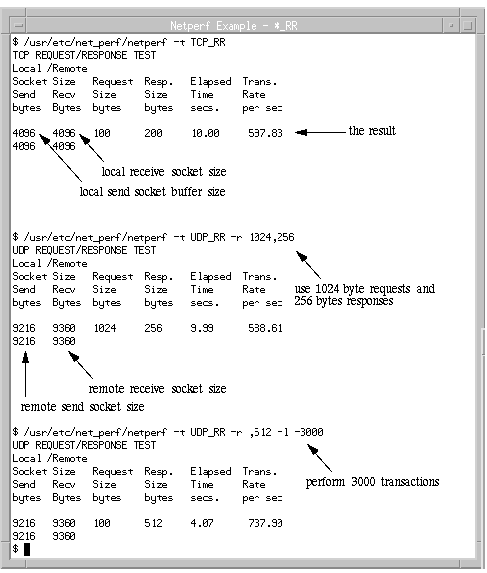 Netperf Example - *_RR
$ /usr/etc/net_perf/netperf -t TCP_RR
TCP REQUEST/RESPONSE TEST
Local /Remote
Socket Size Request Resp. Elapsed Trans.
Send Recv Size Size Time Rate
bytes Bytes bytes bytes secs. per sec
4096 4096 100 200 10.00 537.83 the result
4096 4096
local receive socket size
local send socket buffer size
$ /usr/etc/net_perf/netperf -t UDP_RR -r 1024,256
UDP REQUEST/RESPONSE TEST
Local /Remote
Socket Size Request Resp. Elapsed Trans.
Send Recv Size Size Time Rate use 1024 byte requests and
bytes Bytes bytes bytes secs. per sec 256 bytes responses
9216 9360 1024 256 9.99 538.61
9216 9360
remote receive socket size
remote send socket size
$ /usr/etc/net_perf/netperf -t UDP_RR -r ,512 -l -3000
UDP REQUEST/RESPONSE TEST
Local /Remote
Socket Size Request Resp. Elapsed Trans.
Send Recv Size Size Time Rate perform 3000 transactions
bytes Bytes bytes bytes secs. per sec
9216 9360 100 512 4.07 737.90
9216 9360
$